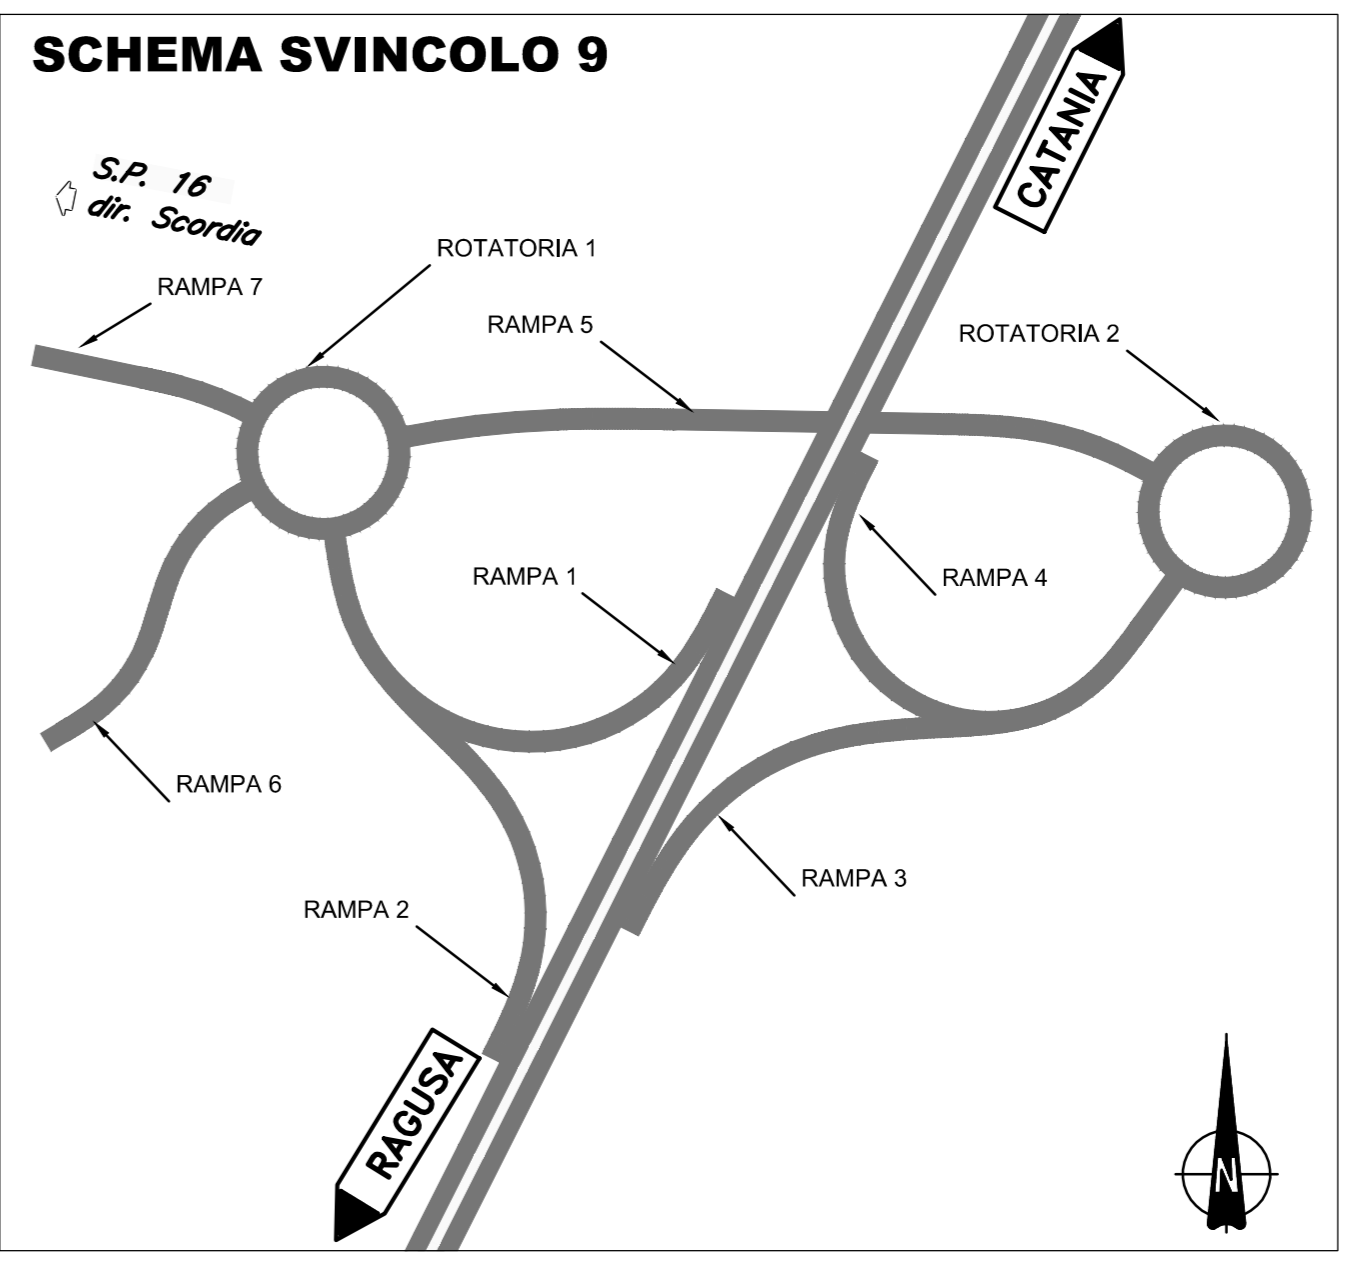 SCHEMA SVINCOLO 9
CATANIA
S.P. 16
dir. Scordia
ROTATORIA 1
RAMPA 7
RAMPA 5
ROTATORIA 2
RAMPA 1
RAMPA 4
RAMPA 6
RAMPA 3
RAMPA 2
RAGUSA
N